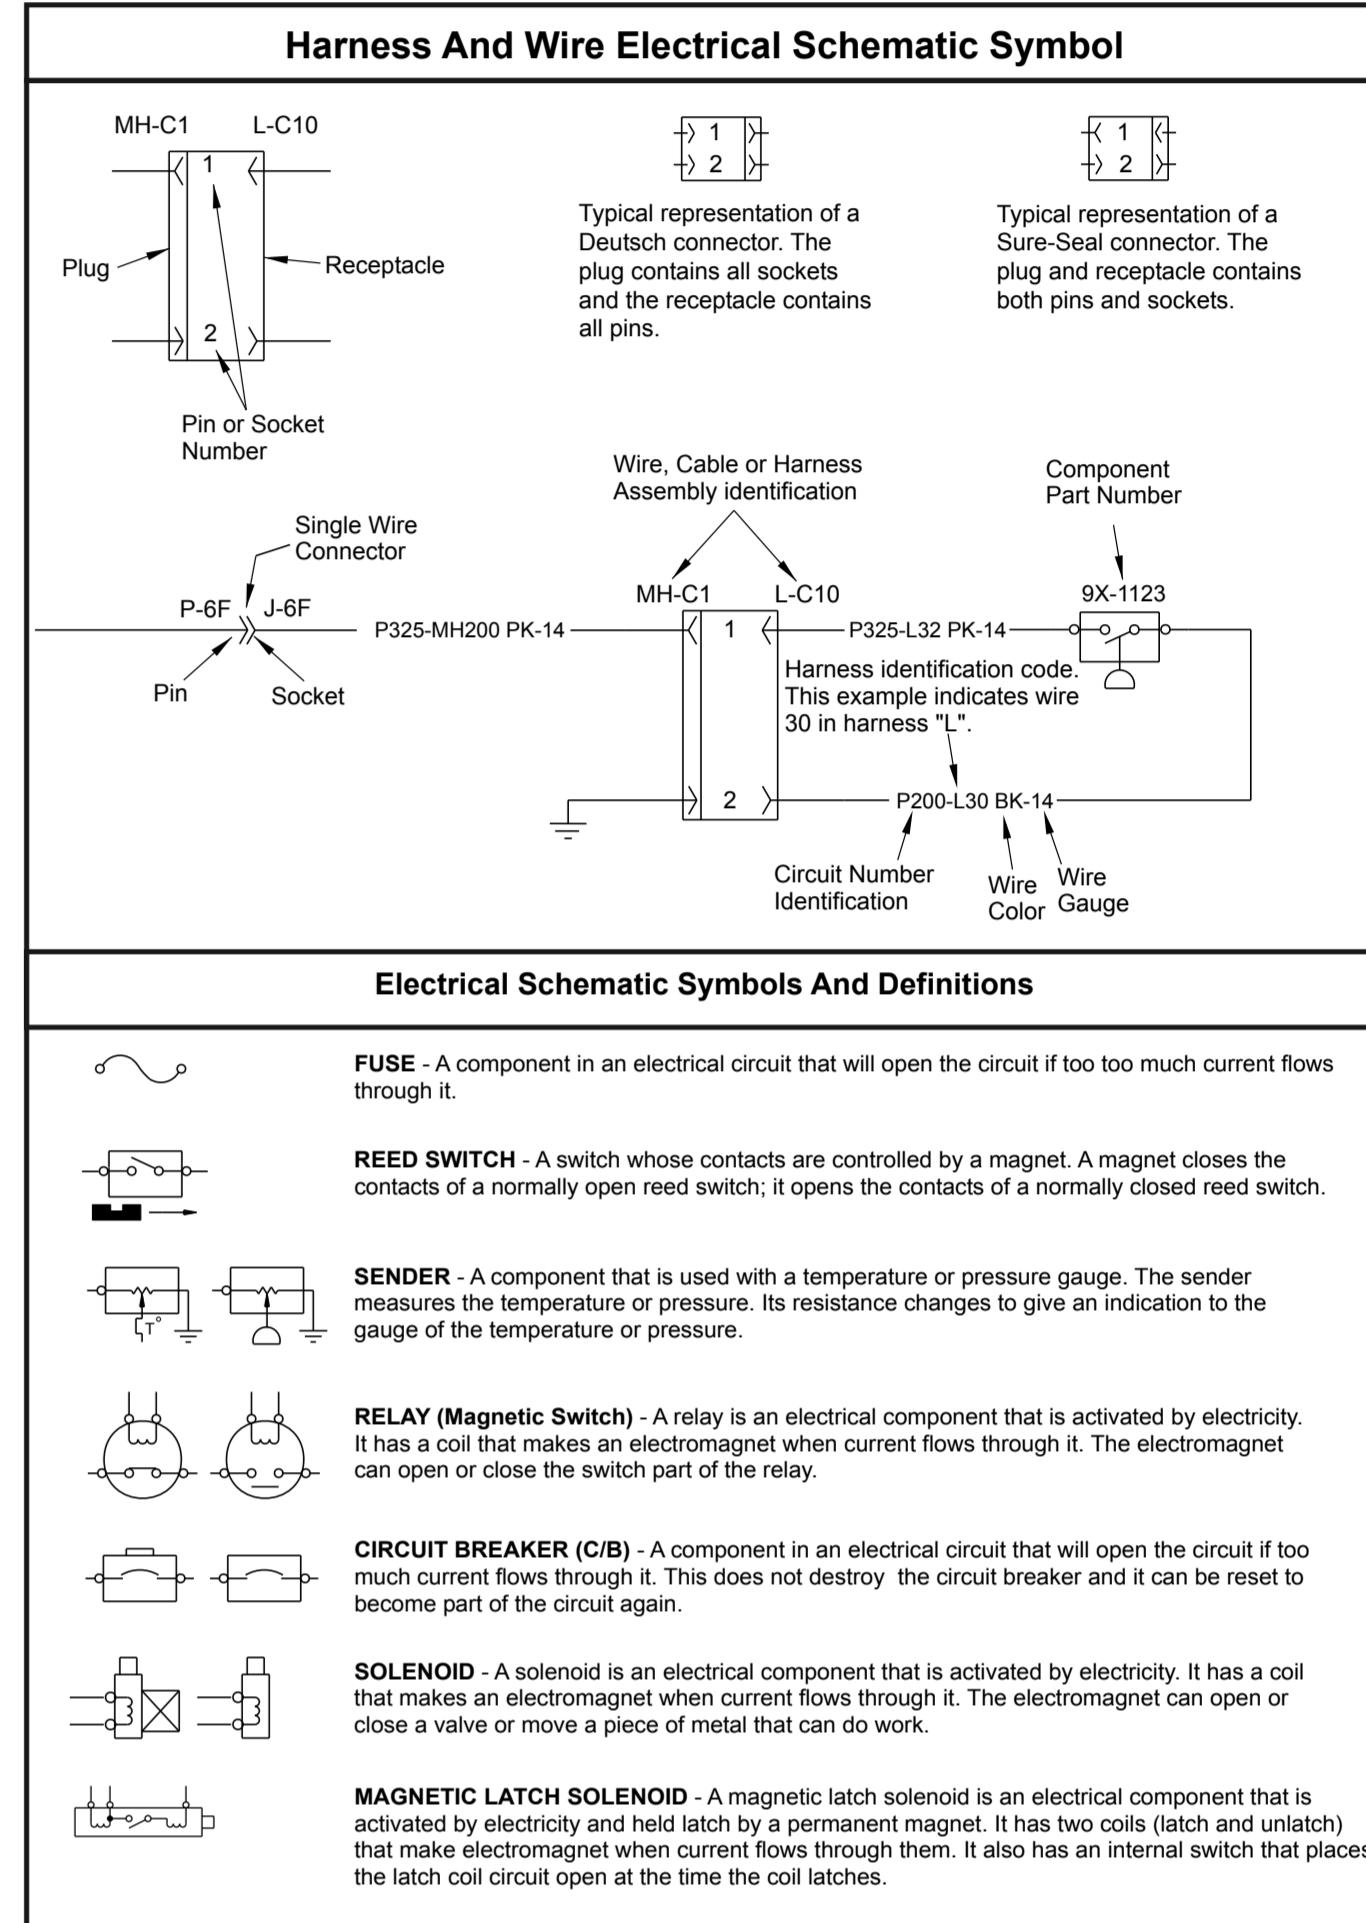 Harness And Wire Electrical Schematic Symbol
MH-C1 L-C10
1
2
Plug
Receptacle
Pin or Socket
Number
1
2
Typical representation of a
Deutsch connector. The
plug contains all sockets
and the receptacle contains
all pins.
1
2
Typical representation of a
Sure-Seal connector. The
plug and receptacle contains
both pins and sockets.
Wire, Cable or Harness
Assembly identification
Component
Part Number
Single Wire
Connector
P-6F J-6F
Pin
Socket
P325-MH200 PK-14
MH-C1 L-C10
1
2
P325-L32 PK-14
9X-1123
Harness identification code.
This example indicates wire
30 in harness "L".
P200-L30 BK-14
Circuit Number
Identification
Wire
Color
Wire
Gauge
Electrical Schematic Symbols And Definitions
FUSE - A component in an electrical circuit that will open the circuit if too too much current flows
through it.
REED SWITCH - A switch whose contacts are controlled by a magnet. A magnet closes the
contacts of a normally open reed switch; it opens the contacts of a normally closed reed switch.
T°
SENDER - A component that is used with a temperature or pressure gauge. The sender
measures the temperature or pressure. Its resistance changes to give an indication to the
gauge of the temperature or pressure.
RELAY (Magnetic Switch) - A relay is an electrical component that is activated by electricity.
It has a coil that makes an electromagnet when current flows through it. The electromagnet
can open or close the switch part of the relay.
CIRCUIT BREAKER (C/B) - A component in an electrical circuit that will open the circuit if too
much current flows through it. This does not destroy the circuit breaker and it can be reset to
become part of the circuit again.
SOLENOID - A solenoid is an electrical component that is activated by electricity. It has a coil
that makes an electromagnet when current flows through it. The electromagnet can open or
close a valve or move a piece of metal that can do work.
MAGNETIC LATCH SOLENOID - A magnetic latch solenoid is an electrical component that is
activated by electricity and held latch by a permanent magnet. It has two coils (latch and unlatch)
that make electromagnet when current flows through them. It also has an internal switch that places
the latch coil circuit open at the time the coil latches.